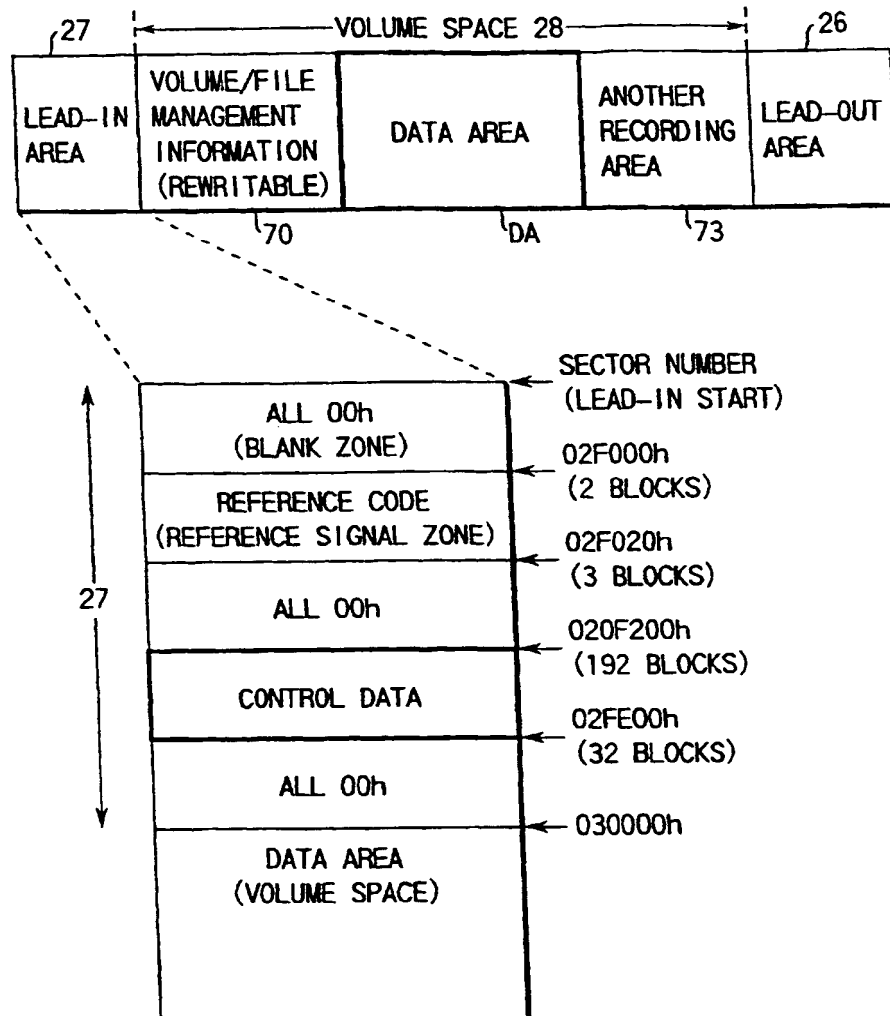 27
VOLUME SPACE 28
26
LEAD-IN
AREA
VOLUME/FILE
MANAGEMENT
INFORMATION
(REWRITABLE)
DATA AREA
ANOTHER
RECORDING
AREA
LEAD-OUT
AREA
70
DA
73
SECTOR NUMBER
(LEAD-IN START)
ALL 00h
(BLANK ZONE)
02F000h
(2 BLOCKS)
REFERENCE CODE
(REFERENCE SIGNAL ZONE)
02F020h
(3 BLOCKS)
27
ALL 00h
020F200h
(192 BLOCKS)
CONTROL DATA
02FE00h
(32 BLOCKS)
ALL 00h
030000h
DATA AREA
(VOLUME SPACE)